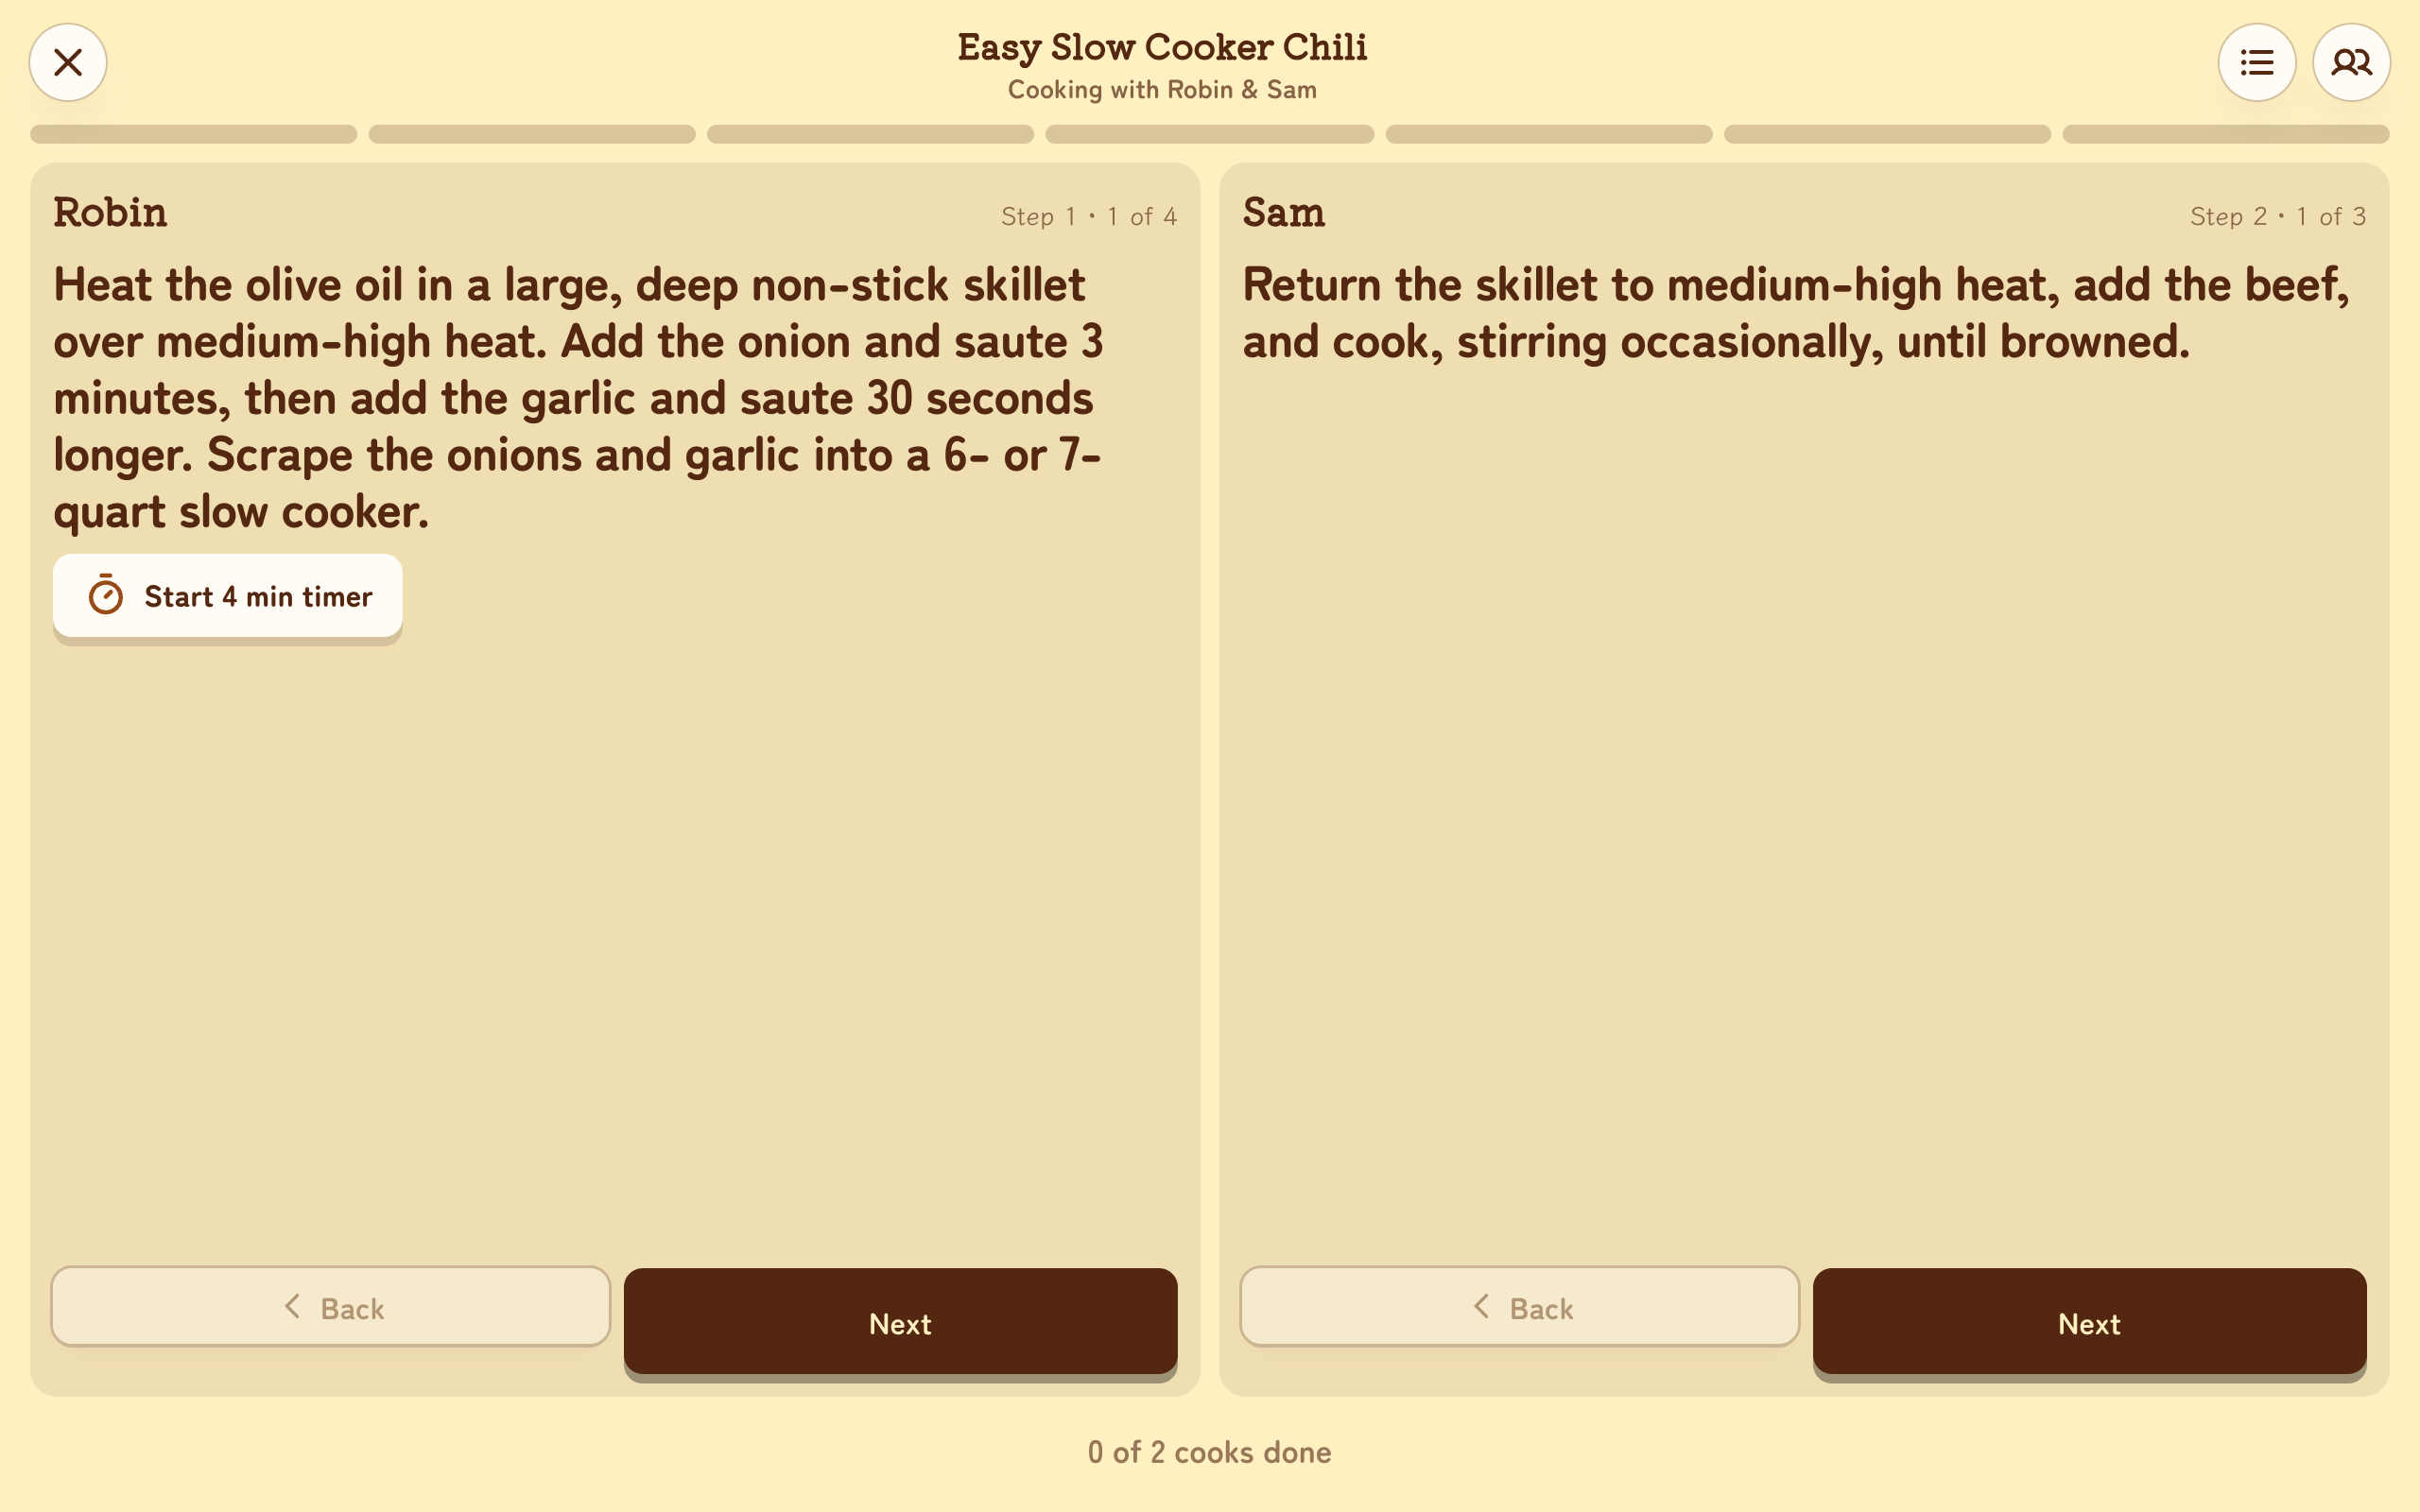 Easy Slow Cooker Chili
Cooking with Robin & Sam
Robin
Step 1 • 1 of 4
Heat the olive oil in a large, deep non-stick skillet
over medium-high heat. Add the onion and saute 3
minutes, then add the garlic and saute 30 seconds
longer. Scrape the onions and garlic into a 6- or 7-
quart slow cooker.
Start 4 min timer
Back
Next
Sam
Step 2 • 1 of 3
Return the skillet to medium-high heat, add the beef,
and cook, stirring occasionally, until browned.
Back
Next
0 of 2 cooks done